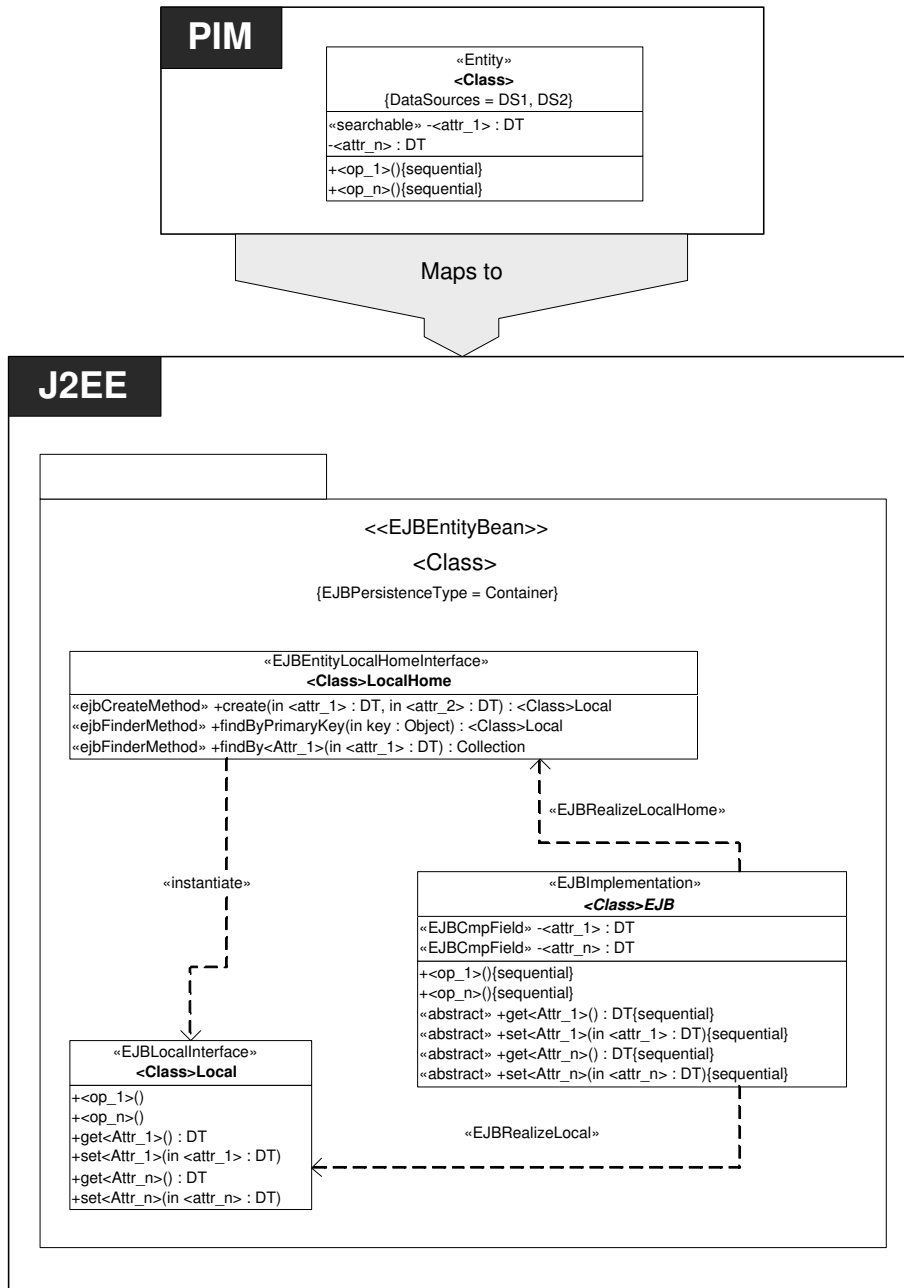 PIM
«Entity»
<Class>
{DataSources = DS1, DS2}
«searchable» -<attr_1> : DT
-<attr_n> : DT
+<op_1>(){sequential}
+<op_n>(){sequential}
Maps to
J2EE
<<EJBEntityBean>>
<Class>
{EJBPersistenceType = Container}
«EJBEntityLocalHomeInterface»
<Class>LocalHome
«ejbCreateMethod» +create(in <attr_1> : DT, in <attr_2> : DT) : <Class>Local
«ejbFinderMethod» +findByPrimaryKey(in key : Object) : <Class>Local
«ejbFinderMethod» +findBy<Attr_1>(in <attr_1> : DT) : Collection
«EJBRealizeLocalHome»
«instantiate»
«EJBImplementation»
<Class>EJB
«EJBCmpField» -<attr_1> : DT
«EJBCmpField» -<attr_n> : DT
+<op_1>(){sequential}
+<op_n>(){sequential}
«abstract» +get<Attr_1>() : DT{sequential}
«abstract» +set<Attr_1>(in <attr_1> : DT){sequential}
«abstract» +get<Attr_n>() : DT{sequential}
«abstract» +set<Attr_n>(in <attr_n> : DT){sequential}
«EJBLocalInterface»
<Class>Local
+<op_1>()
+<op_n>()
+get<Attr_1>() : DT
+set<Attr_1>(in <attr_1> : DT)
+get<Attr_n>() : DT
+set<Attr_n>(in <attr_n> : DT)
«EJBRealizeLocal»